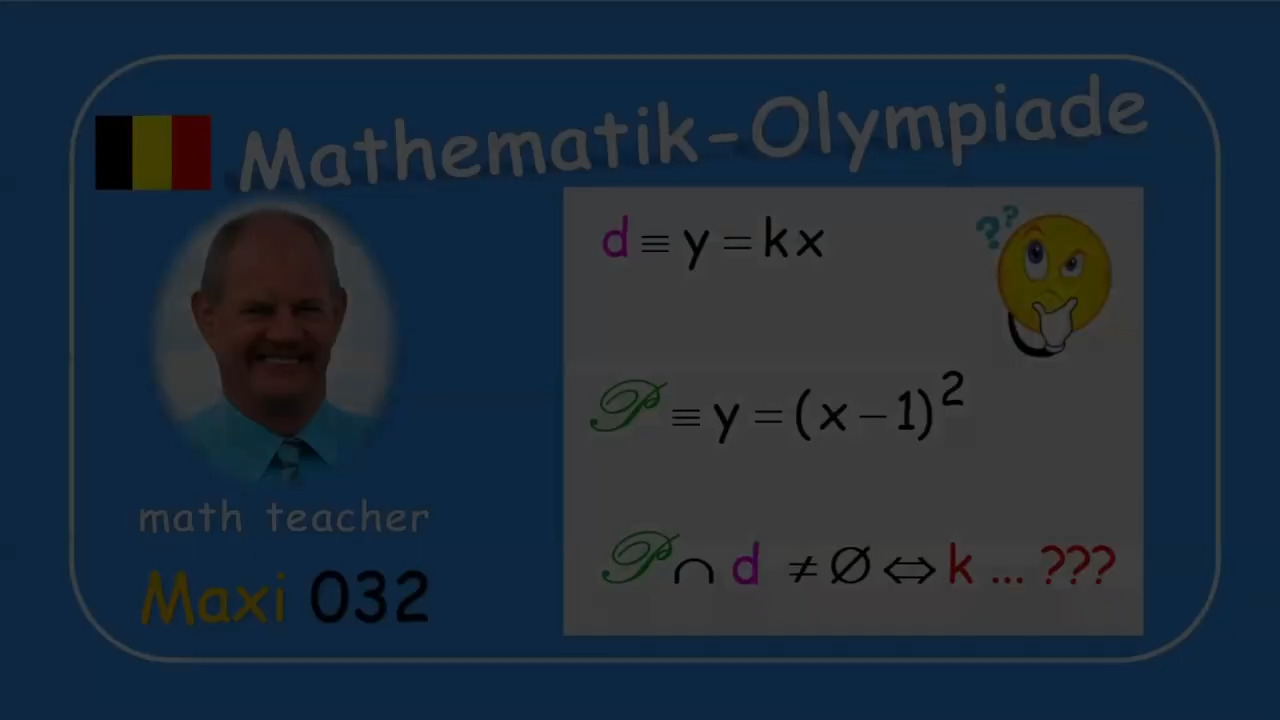 Mathematik-Olympiade
d ≡ y = kx
??
𝒫 ≡ y = (x − 1)²
𝒫 ∩ d ≠ Ø ⇔ k ... ???
math teacher
Maxi 032